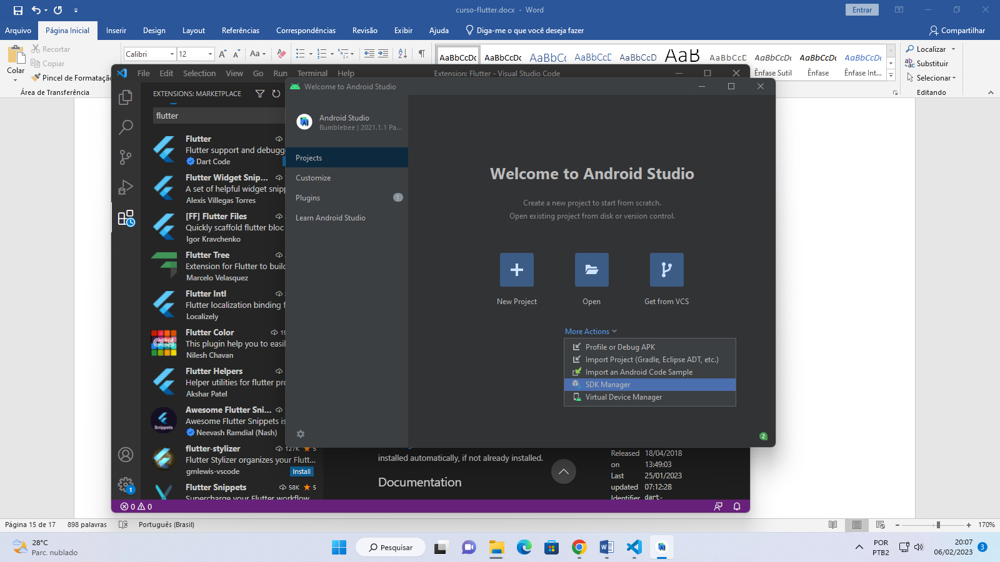 curso-flutter.docx - Word
Entrar
Arquivo Página Inicial Inserir Design Layout Referências Correspondências Revisão Exibir Ajuda Diga-me o que você deseja fazer Compartilhar
Colar
Recortar
Copiar
Pincel de Formatação
Área de Transferência
Calibri 12
Aa
AaBbCcDc AaBbCcDc AaBbCc AaBbCcD AaBbCcD AaB AaBbCcD AaBbCcDc AaBbCcDc AaBbCcDc
Ênfase Sutil Ênfase Ênfase Int...
Localizar
Substituir
Selecionar
Editando
File Edit Selection View Go Run Terminal Help
Extension: Flutter - Visual Studio Code
EXTENSIONS: MARKETPLACE
flutter
Flutter
Flutter support and debugge
Dart Code
Flutter Widget Snip...
A set of helpful widget snipp
Alexis Villegas Torres
[FF] Flutter Files
Quickly scaffold flutter bloc
Igor Kravchenko
Flutter Tree
Extension for Flutter to build
Marcelo Velasquez
Flutter Intl
Flutter localization binding f
Localizely
Flutter Color 19
This plugin help you to easil
Nilesh Chavan
Flutter Helpers
Helper utilities for flutter pro
Akshar Patel
Awesome Flutter Sni...
Awesome Flutter Snippets is
Neevash Ramdial (Nash)
flutter-stylizer 127K 5
Flutter Stylizer organizes your Flutt...
gmlewis-vscode Install
Flutter Snippets 58K 5
Supercharge your Flutter workflow
CCS
Snippets
1
0 0
Welcome to Android Studio
Android Studio
Bumblebee | 2021.1.1 Pa...
Projects
Customize
Plugins 1
Learn Android Studio
Welcome to Android Studio
Create a new project to start from scratch.
Open existing project from disk or version control.
New Project Open Get from VCS
More Actions
Profile or Debug APK
Import Project (Gradle, Eclipse ADT, etc.)
Import an Android Code Sample
SDK Manager
Virtual Device Manager
2
installed automatically, if not already installed.
Documentation
Released on 18/04/2018 13:49:03
Last updated 25/01/2023 07:12:28
Identifier dart-
Página 15 de 17 898 palavras Português (Brasil) 170%
28°C
Parc. nublado
Pesquisar
POR
PTB2
20:07
06/02/2023
3